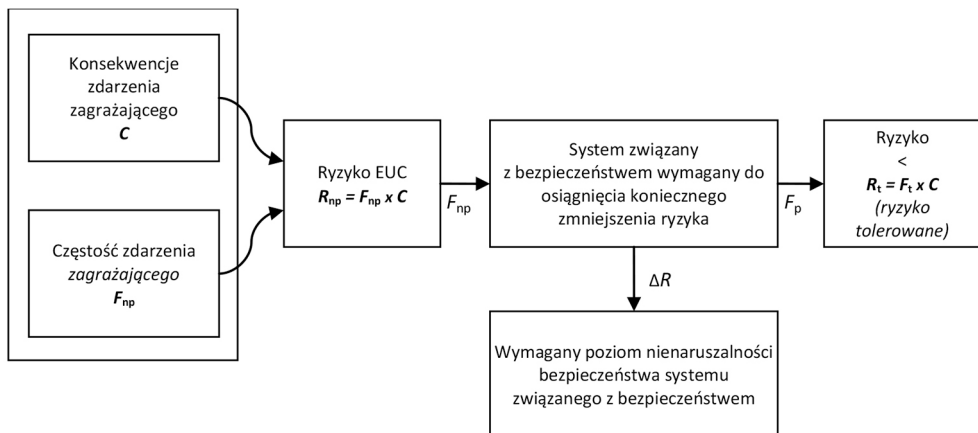 Konsekwencje
zdarzenia
zagrażającego
C
Częstość zdarzenia
zagrażającego
Fnp
Ryzyko EUC
Rnp = Fnp x C
Fnp
System związany
z bezpieczeństwem wymagany do
osiągnięcia koniecznego
zmniejszenia ryzyka
Fp
Ryzyko
<
Rt = Ft x C
(ryzyko
tolerowane)
ΔR
Wymagany poziom nienaruszalności
bezpieczeństwa systemu
związanego z bezpieczeństwem